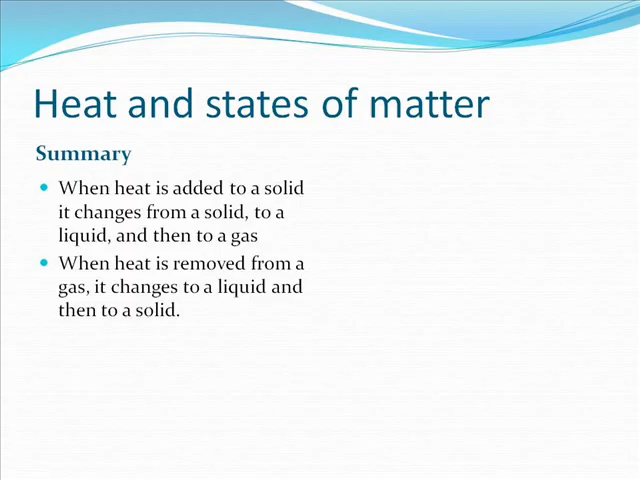 Heat and states of matter
Summary
• When heat is added to a solid
it changes from a solid, to a
liquid, and then to a gas
• When heat is removed from a
gas, it changes to a liquid and
then to a solid.